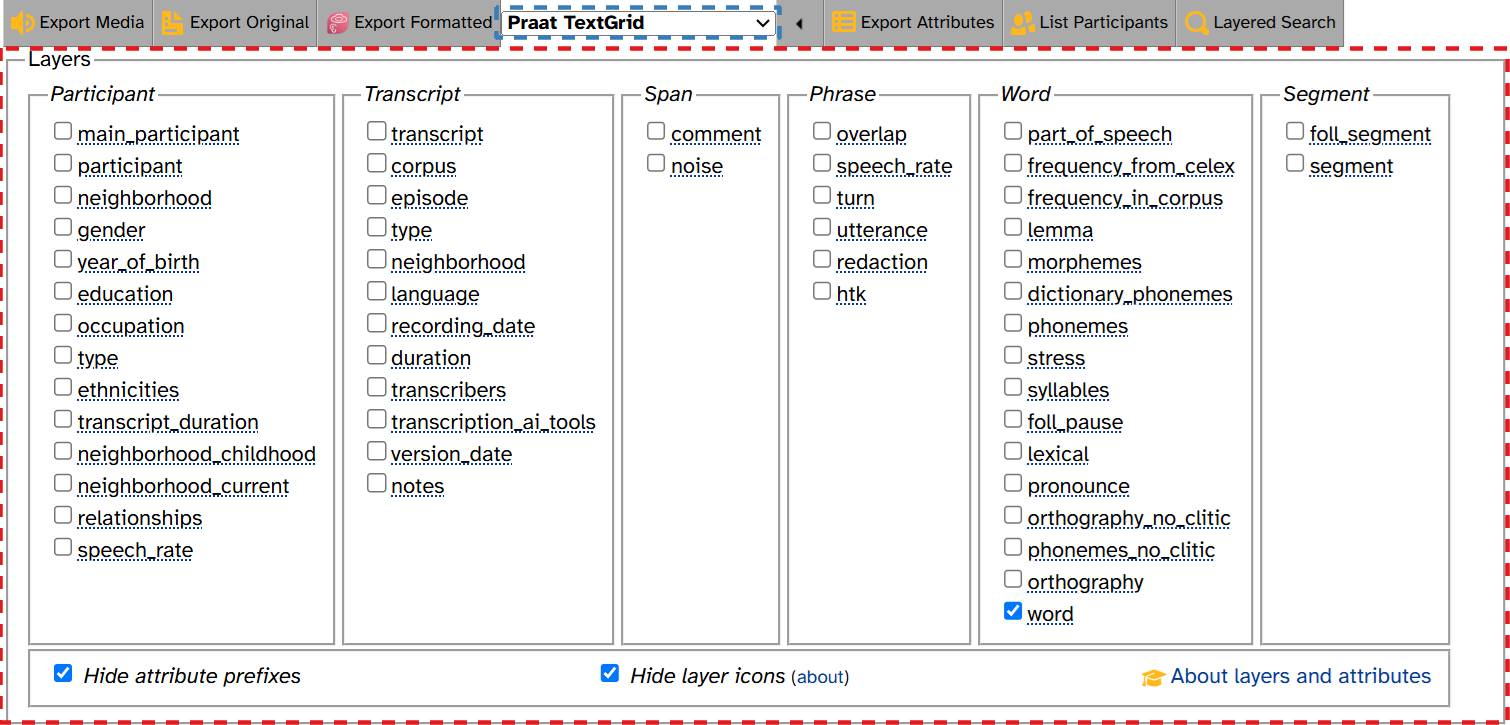 Export Media Export Original Export Formatted Praat TextGrid Export Attributes List Participants Layered Search
Layers
Participant
main_participant
participant
neighborhood
gender
year_of_birth
education
occupation
type
ethnicities
transcript_duration
neighborhood_childhood
neighborhood_current
relationships
speech_rate
Transcript
transcript
corpus
episode
type
neighborhood
language
recording_date
duration
transcribers
transcription_ai_tools
version_date
notes
Span
comment
noise
Phrase
overlap
speech_rate
turn
utterance
redaction
htk
Word
part_of_speech
frequency_from_celex
frequency_in_corpus
lemma
morphemes
dictionary_phonemes
phonemes
stress
syllables
foll_pause
lexical
pronounce
orthography_no_clitic
phonemes_no_clitic
orthography
word
Segment
foll_segment
segment
Hide attribute prefixes Hide layer icons (about) About layers and attributes